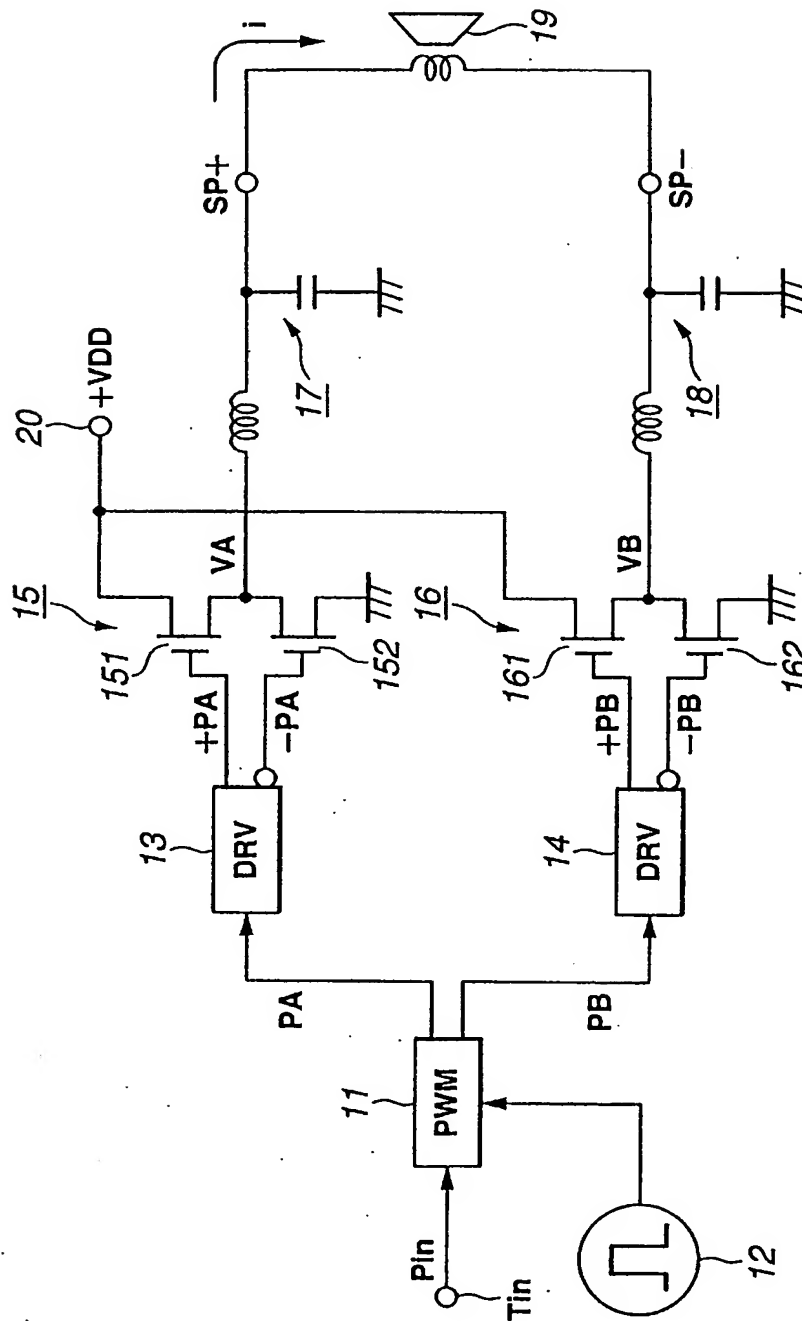 Tin
Pin
12
11
PWM
PA
PB
13
DRV
+PA
-PA
14
DRV
+PB
-PB
15
151
152
VA
16
161
162
VB
20
+VDD
17
18
SP+
SP-
i
19